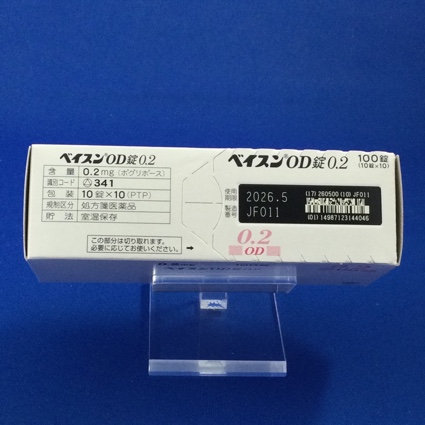 ベイスン®OD錠0.2
含量 0.2mg (ボグリボース)
識別コード 341
包装 10錠×10(PTP)
規制区分 処方箋医薬品
貯法 室温保存
この部分は切り取れます。
必要に応じてお使いください。
ベイスン®OD錠0.2 100錠
(10錠×10)
使用期限 2026.5
製造番号 JF011
(17) 260500 (10) JF011
(01) 14987123144046
0.2
OD